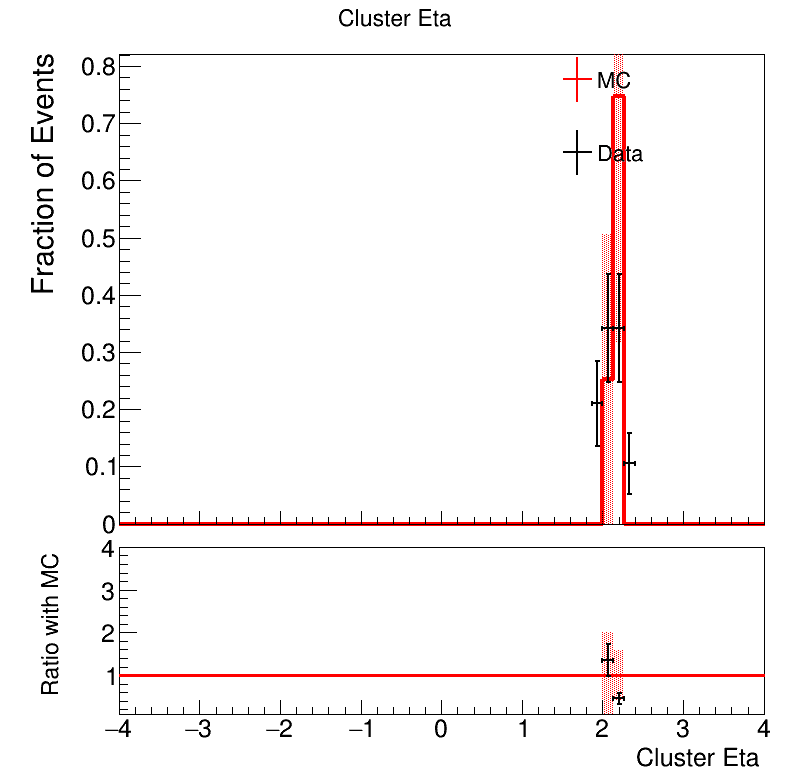 Cluster Eta
Fraction of Events
0.8
0.7
0.6
0.5
0.4
0.3
0.2
0.1
0
MC
Data
Ratio with MC
4
3
2
1
−4 −3 −2 −1 0 1 2 3 4
Cluster Eta